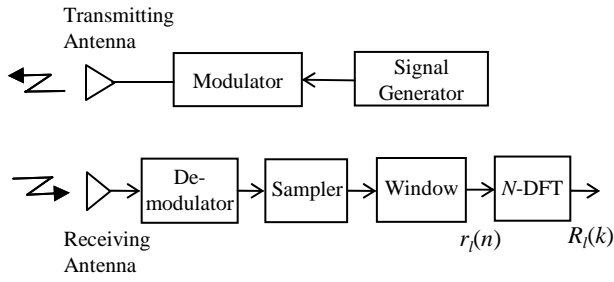 Transmitting
Antenna
Modulator
Signal
Generator
De-
modulator
Sampler
Window
N-DFT
Receiving
Antenna
r_l(n)
R_l(k)